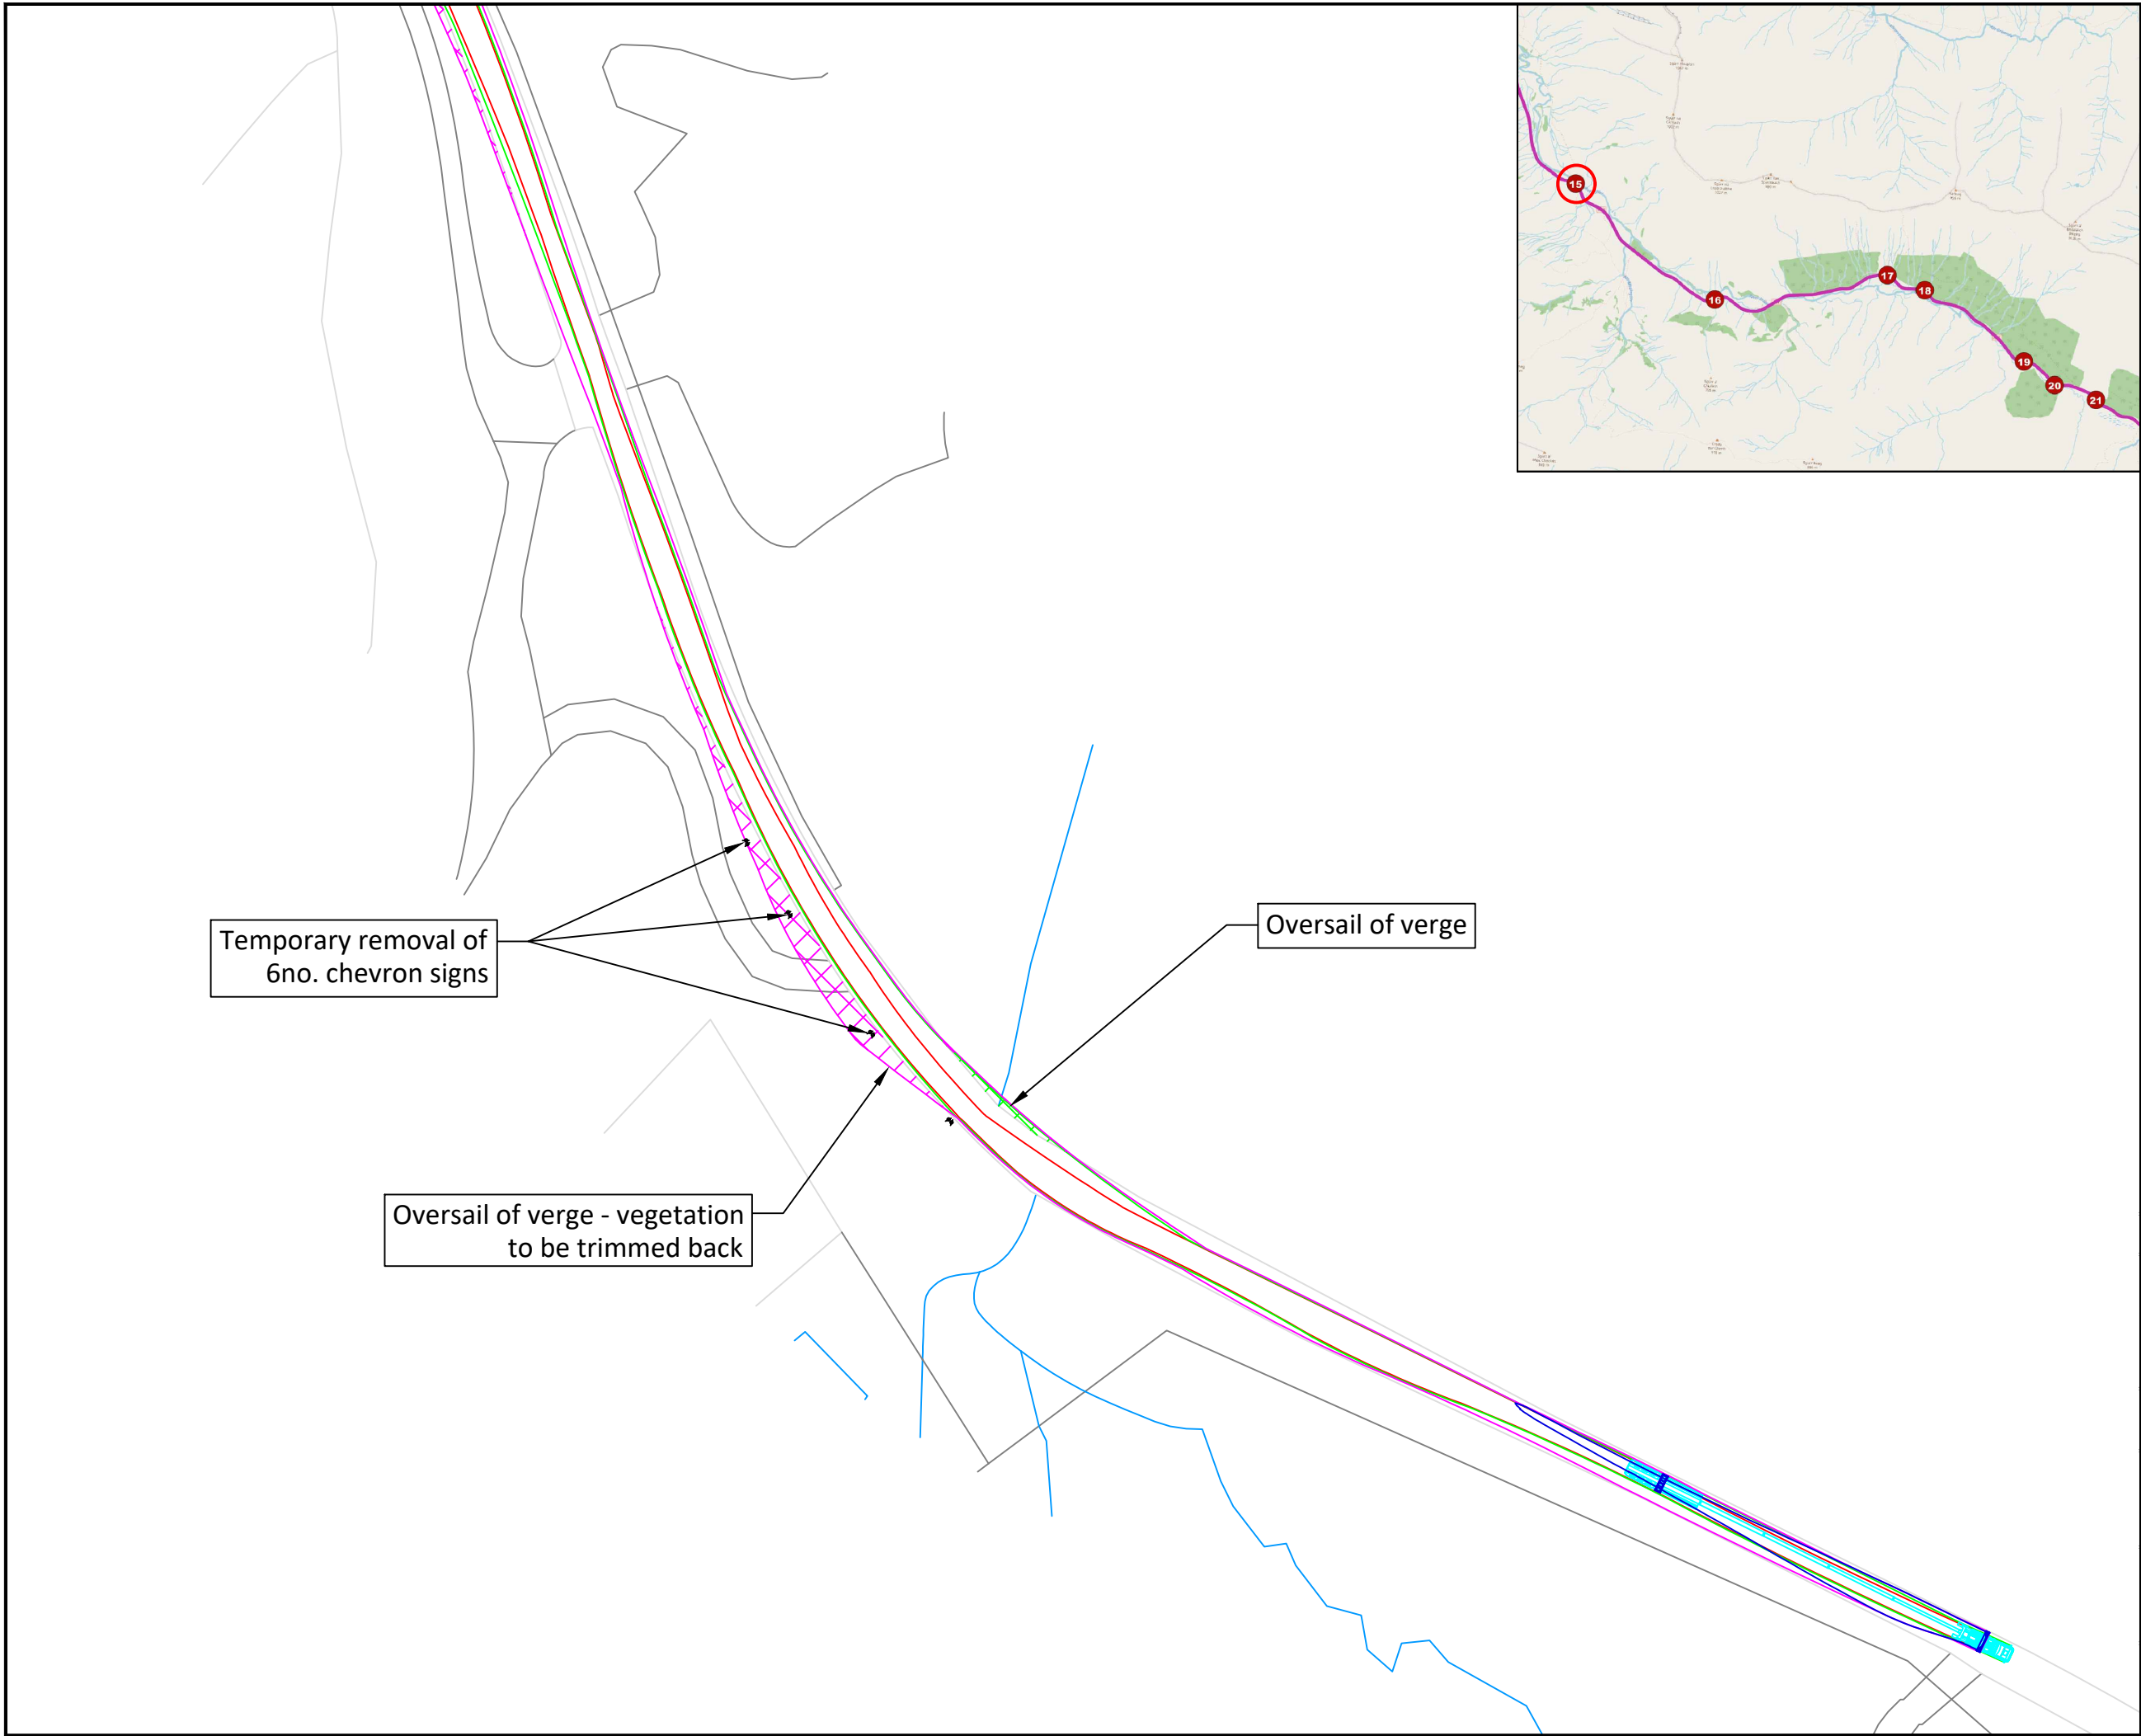 15
16
17
18
19
20
21
Temporary removal of
6no. chevron signs
Oversail of verge
Oversail of verge - vegetation
to be trimmed back